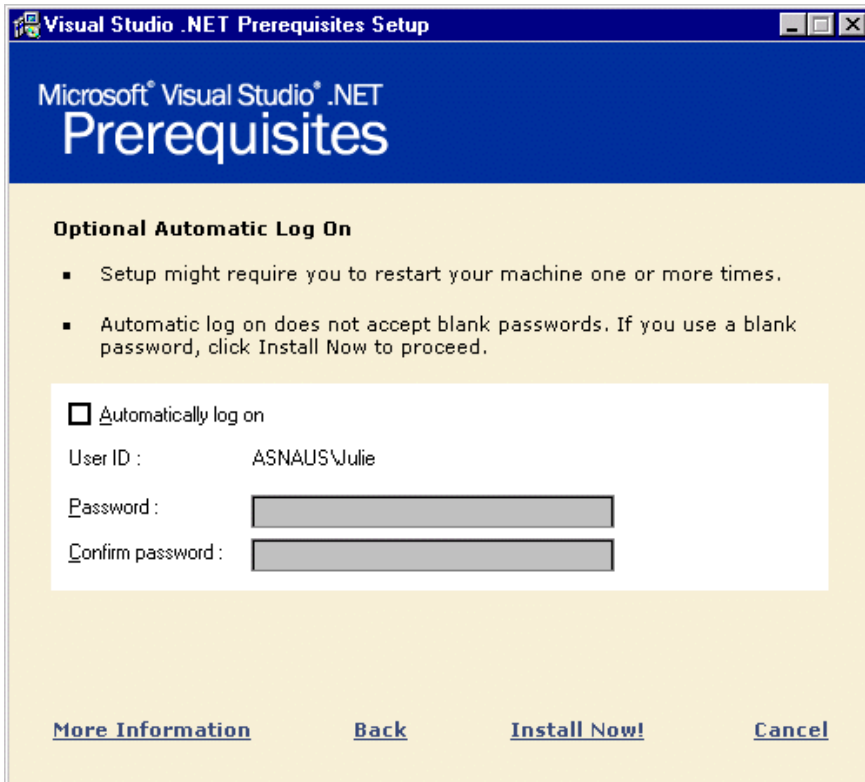 Visual Studio .NET Prerequisites Setup
Microsoft® Visual Studio® .NET
Prerequisites
Optional Automatic Log On
▪ Setup might require you to restart your machine one or more times.
▪ Automatic log on does not accept blank passwords. If you use a blank
password, click Install Now to proceed.
Automatically log on
User ID : ASNAUS\Julie
Password :
Confirm password :
More Information Back Install Now! Cancel